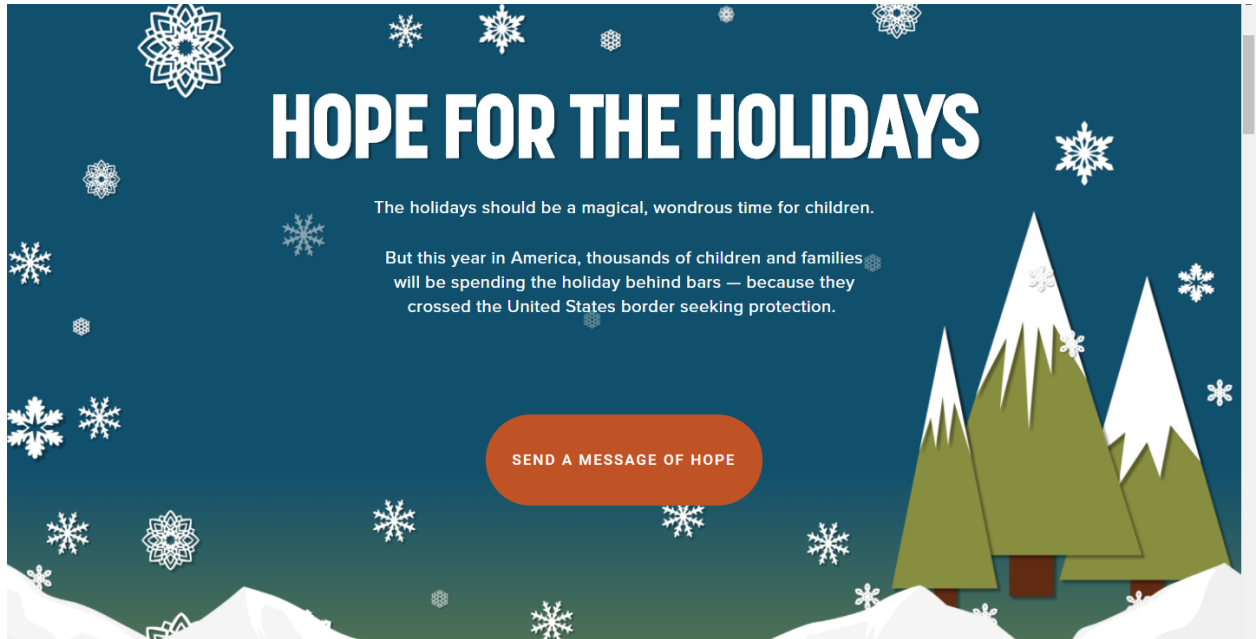 HOPE FOR THE HOLIDAYS
The holidays should be a magical, wondrous time for children.
But this year in America, thousands of children and families
will be spending the holiday behind bars — because they
crossed the United States border seeking protection.
SEND A MESSAGE OF HOPE